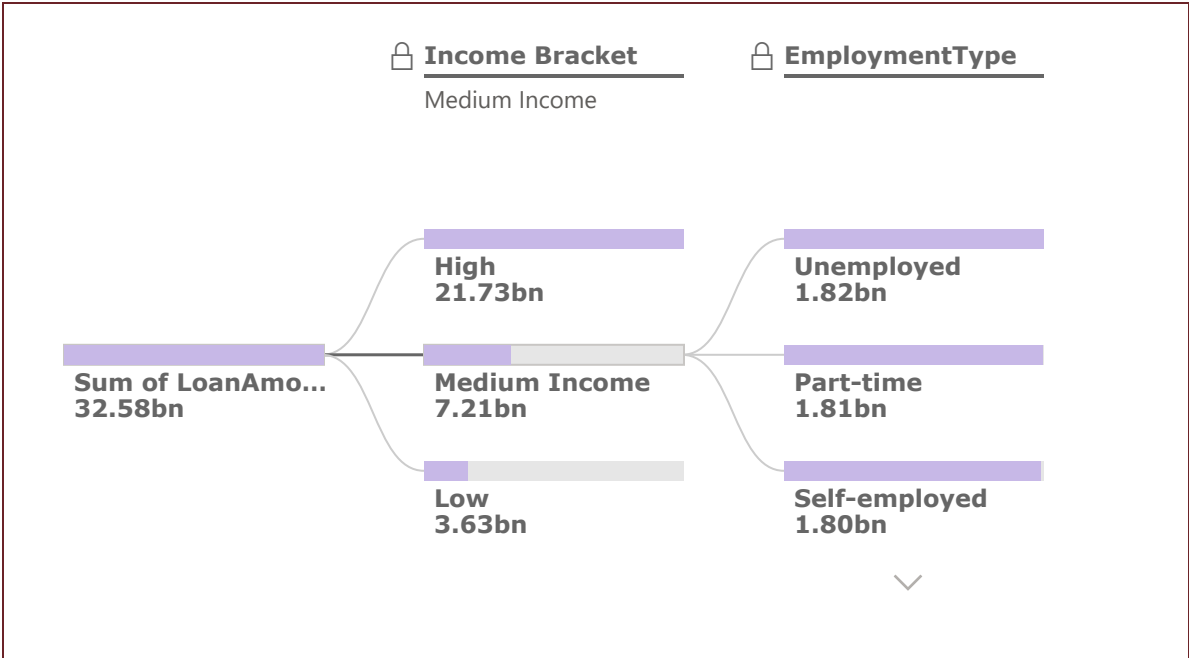 Income Bracket
EmploymentType
Medium Income
High
21.73bn
Unemployed
1.82bn
Sum of LoanAmo...
32.58bn
Medium Income
7.21bn
Part-time
1.81bn
Low
3.63bn
Self-employed
1.80bn